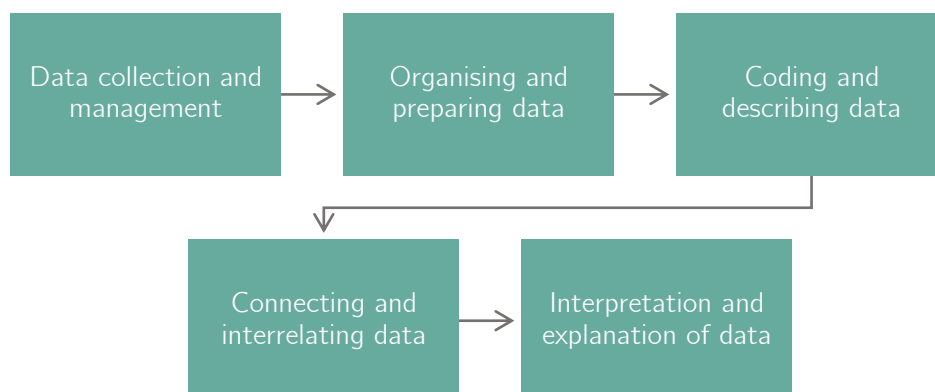 Data collection and
management
Organising and
preparing data
Coding and
describing data
Connecting and
interrelating data
Interpretation and
explanation of data